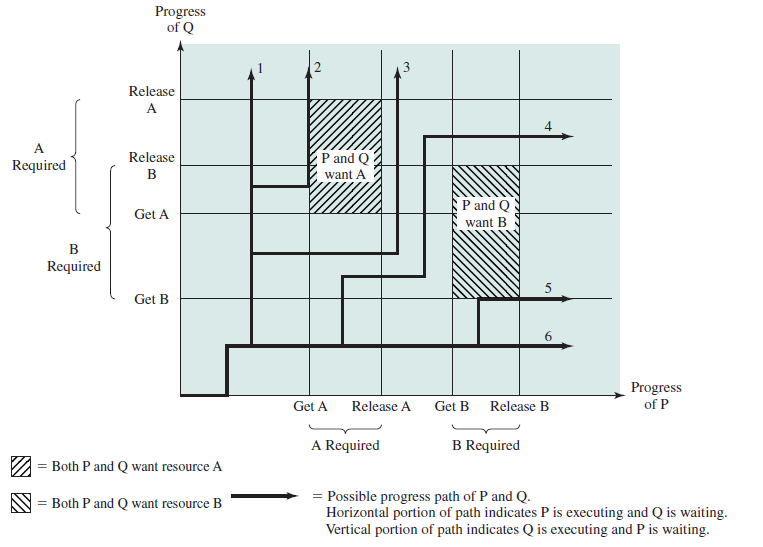 Progress
of Q
1
2
3
Release
A
4
A
Required
Release
B
P and Q
want A
Get A
P and Q
want B
B
Required
Get B
5
6
Progress
of P
Get A
Release A
Get B
Release B
A Required
B Required
= Both P and Q want resource A
= Both P and Q want resource B
= Possible progress path of P and Q.
Horizontal portion of path indicates P is executing and Q is waiting.
Vertical portion of path indicates Q is executing and P is waiting.